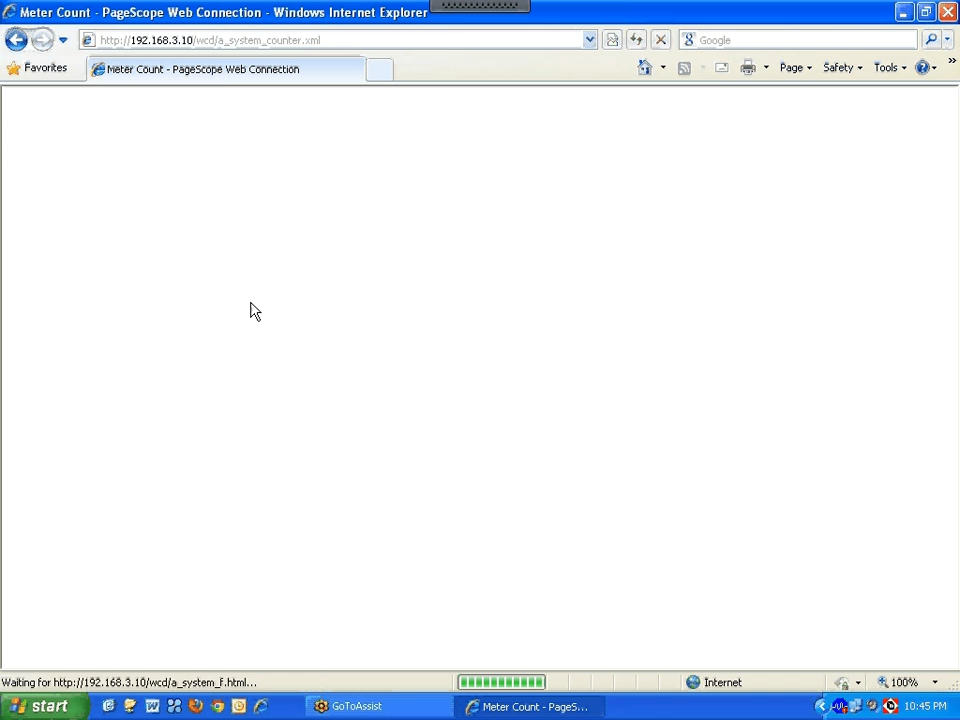 Meter Count - PageScope Web Connection - Windows Internet Explorer
http://192.168.3.10/wcd/a_system_counter.xml
Google
Favorites
Meter Count - PageScope Web Connection
Page
Safety
Tools
»
Waiting for http://192.168.3.10/wcd/a_system_f.html...
Internet
100%
start
GoToAssist
Meter Count - PageS...
10:45 PM